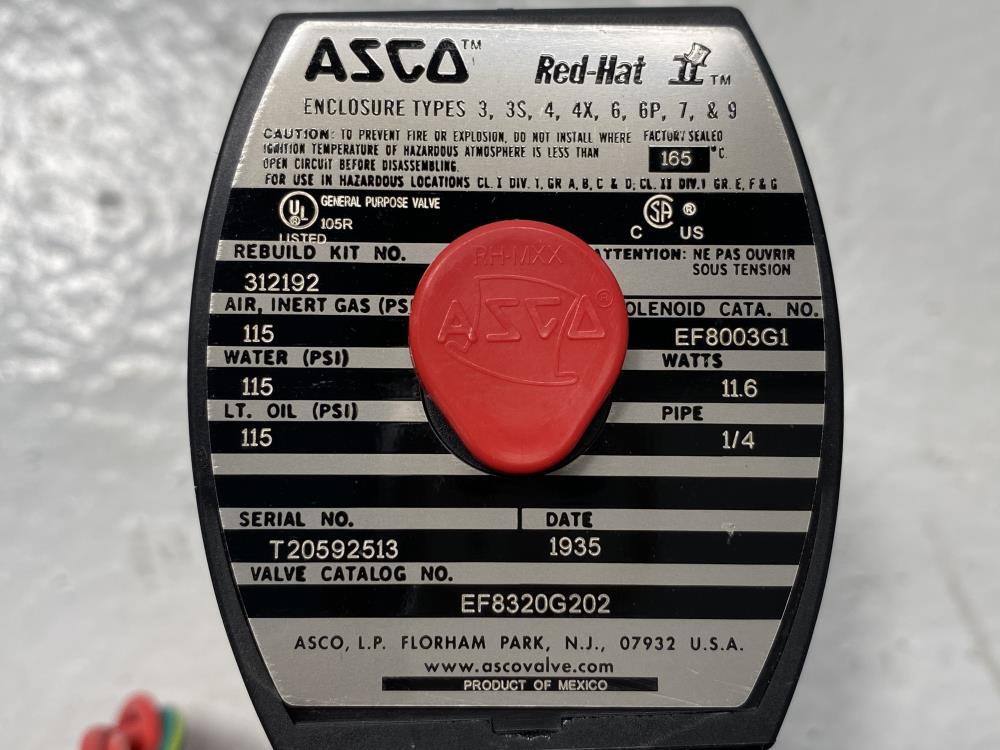 ASCO™ Red-Hat II™
ENCLOSURE TYPES 3, 3S, 4, 4X, 6, 6P, 7, & 9
CAUTION: TO PREVENT FIRE OR EXPLOSION, DO NOT INSTALL WHERE FACTORY SEALED
IGNITION TEMPERATURE OF HAZARDOUS ATMOSPHERE IS LESS THAN 165 °C.
OPEN CIRCUIT BEFORE DISASSEMBLING.
FOR USE IN HAZARDOUS LOCATIONS CL. I DIV. 1, GR A, B, C & D; CL. II DIV. 1 GR. E, F & G
UL ® GENERAL PURPOSE VALVE SA ®
105R C US
LISTED
REBUILD KIT NO. RH-MXX ATTENTION: NE PAS OUVRIR
SOUS TENSION
312192
AIR, INERT GAS (PS ASCO® OLENOID CATA. NO.
115 EF8003G1
WATER (PSI) WATTS
115 11.6
LT. OIL (PSI) PIPE
115 1/4
SERIAL NO. DATE
T20592513 1935
VALVE CATALOG NO.
EF8320G202
ASCO, L.P. FLORHAM PARK, N.J., 07932 U.S.A.
www.ascovalve.com
PRODUCT OF MEXICO